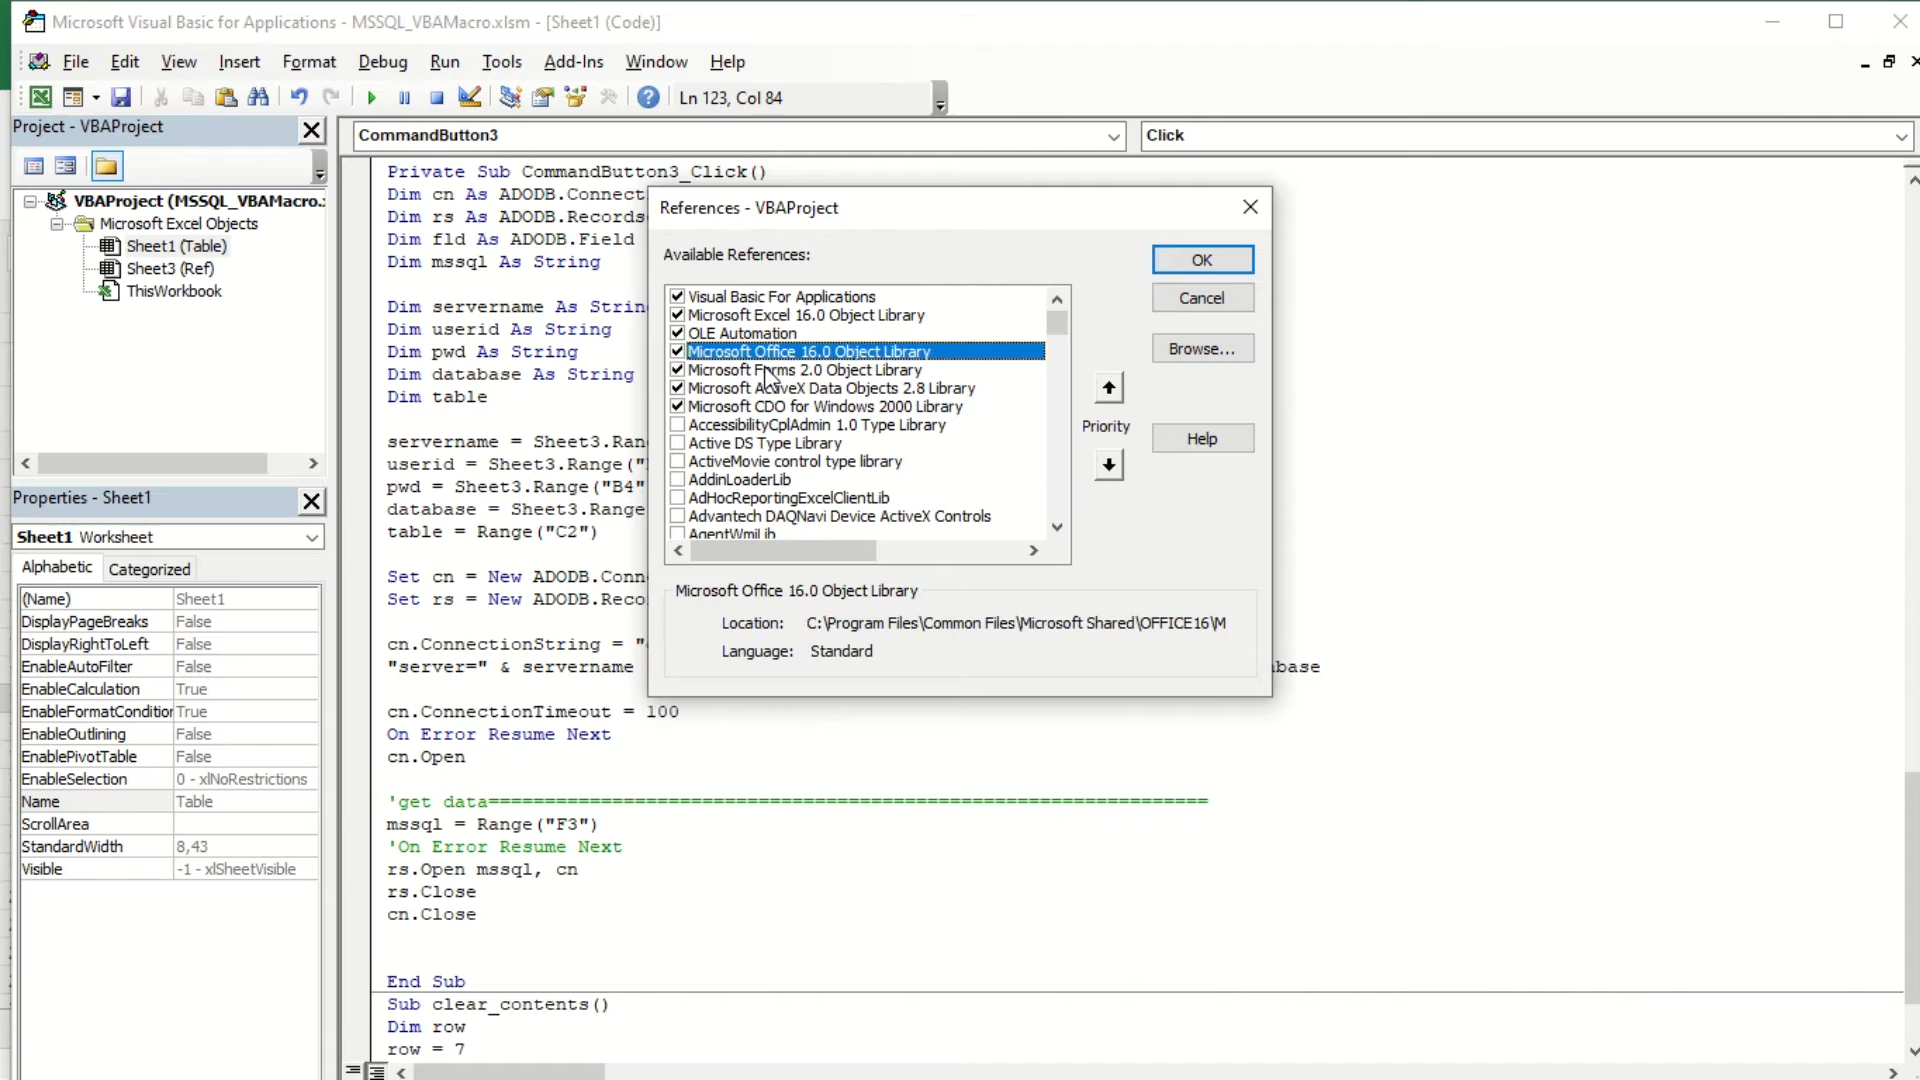 Microsoft Visual Basic for Applications - MSSQL_VBAMacro.xlsm - [Sheet1 (Code)]
File Edit View Insert Format Debug Run Tools Add-Ins Window Help
Ln 123, Col 84
Project - VBAProject
VBAProject (MSSQL_VBAMacro.:
Microsoft Excel Objects
Sheet1 (Table)
Sheet3 (Ref)
ThisWorkbook
Properties - Sheet1
Sheet1 Worksheet
Alphabetic Categorized
(Name) Sheet1
DisplayPageBreaks False
DisplayRightToLeft False
EnableAutoFilter False
EnableCalculation True
EnableFormatCondition True
EnableOutlining False
EnablePivotTable False
EnableSelection 0 - xlNoRestrictions
Name Table
ScrollArea
StandardWidth 8,43
Visible -1 - xlSheetVisible
CommandButton3 Click
Private Sub CommandButton3_Click()
Dim cn As ADODB.Connect
Dim rs As ADODB.Records
Dim fld As ADODB.Field
Dim mssql As String
Dim servername As Strin
Dim userid As String
Dim pwd As String
Dim database As String
Dim table
servername = Sheet3.Ran
userid = Sheet3.Range("
pwd = Sheet3.Range("B4"
database = Sheet3.Range
table = Range("C2")
Set cn = New ADODB.Conn
Set rs = New ADODB.Reco
cn.ConnectionString = "
"server=" & servername base
cn.ConnectionTimeout = 100
On Error Resume Next
cn.Open
'get data================================================================
mssql = Range("F3")
'On Error Resume Next
rs.Open mssql, cn
rs.Close
cn.Close
End Sub
Sub clear_contents()
Dim row
row = 7
References - VBAProject
Available References:
Visual Basic For Applications
Microsoft Excel 16.0 Object Library
OLE Automation
Microsoft Office 16.0 Object Library
Microsoft Forms 2.0 Object Library
Microsoft ActiveX Data Objects 2.8 Library
Microsoft CDO for Windows 2000 Library
AccessibilityCplAdmin 1.0 Type Library
Active DS Type Library
ActiveMovie control type library
AddinLoaderLib
AdHocReportingExcelClientLib
Advantech DAQNavi Device ActiveX Controls
AgentWmiLib
OK
Cancel
Browse...
Priority
Help
Microsoft Office 16.0 Object Library
Location: C:\Program Files\Common Files\Microsoft Shared\OFFICE16\M
Language: Standard